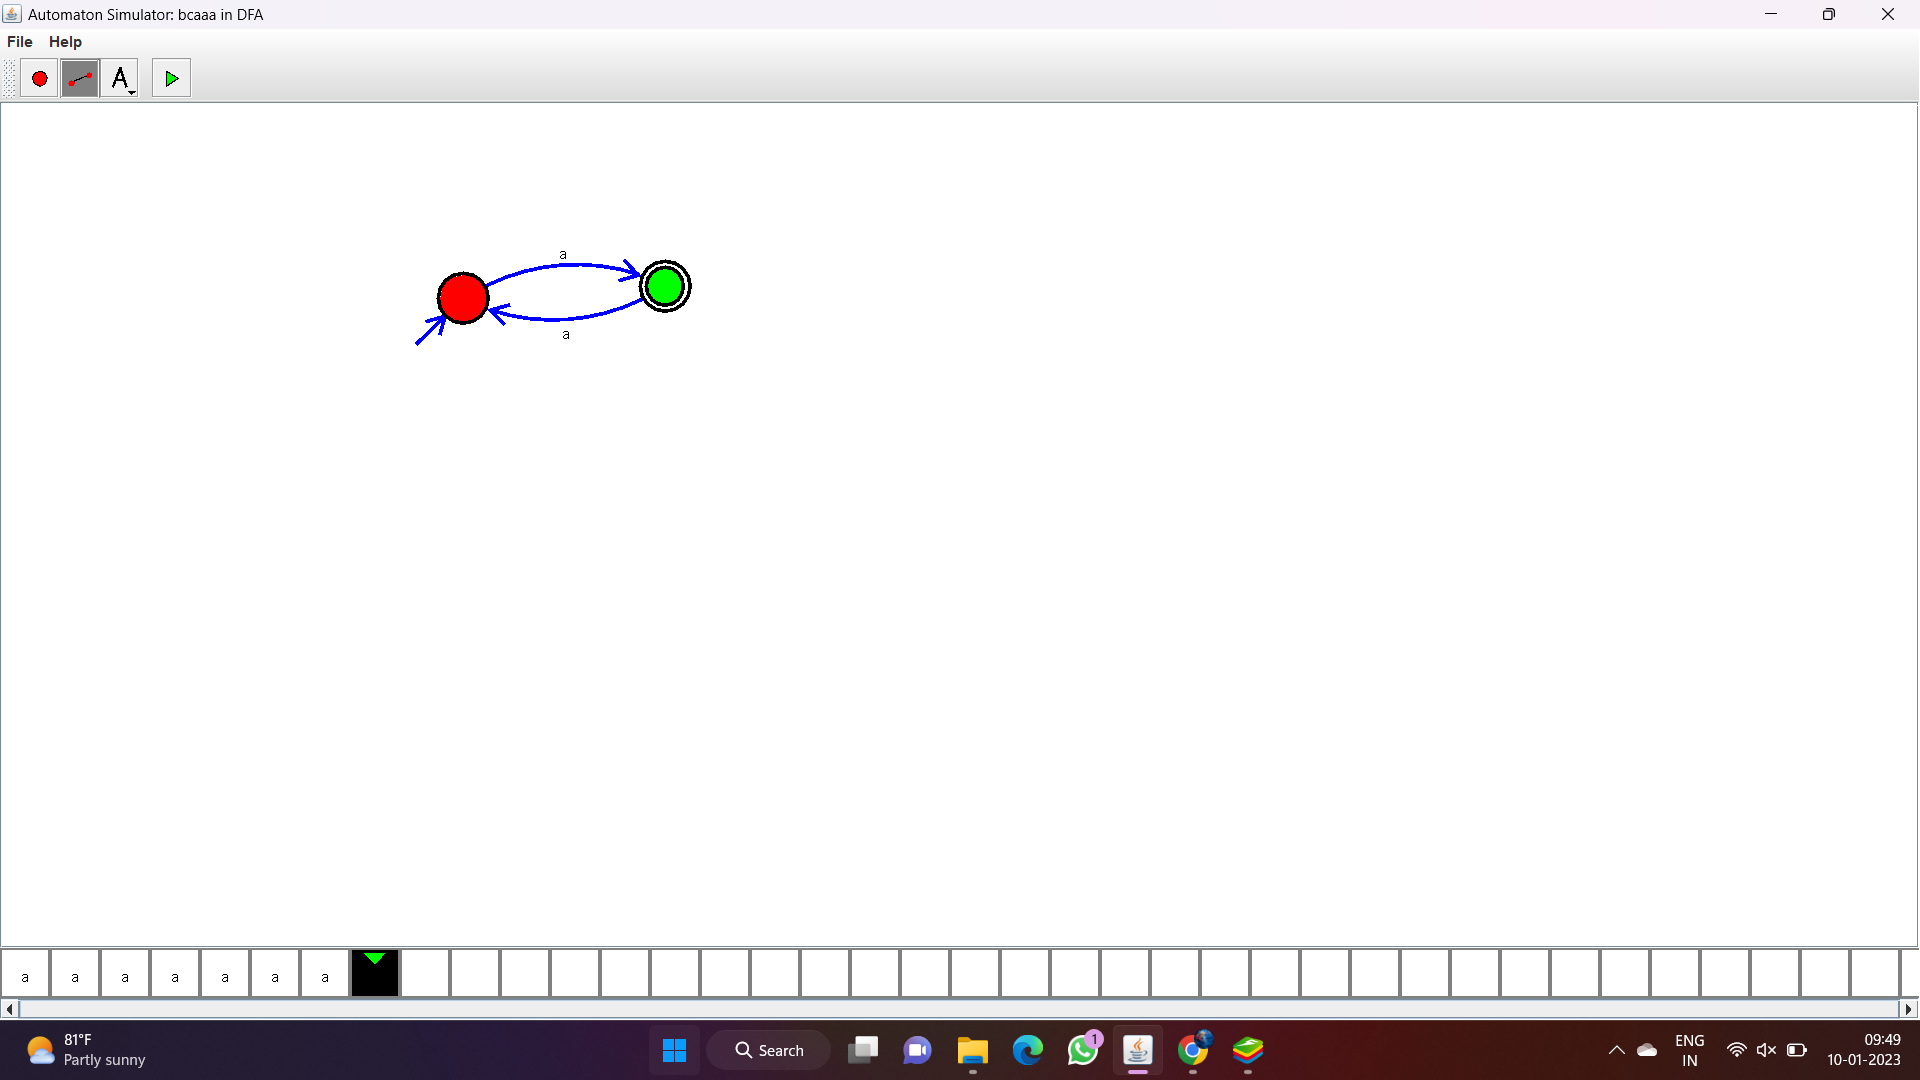 Automaton Simulator: bcaaa in DFA
File Help
A
a
a
a a a a a a a
81°F
Partly sunny
Search
1
ENG
IN
09:49
10-01-2023